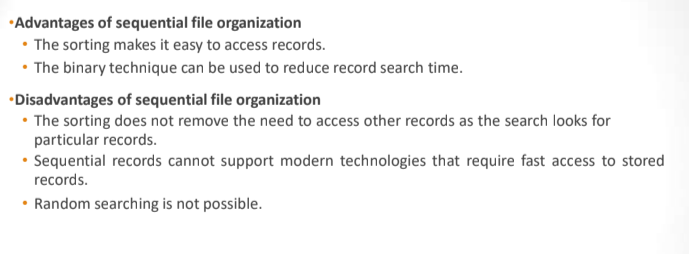 •Advantages of sequential file organization
• The sorting makes it easy to access records.
• The binary technique can be used to reduce record search time.
•Disadvantages of sequential file organization
• The sorting does not remove the need to access other records as the search looks for
particular records.
• Sequential records cannot support modern technologies that require fast access to stored
records.
• Random searching is not possible.